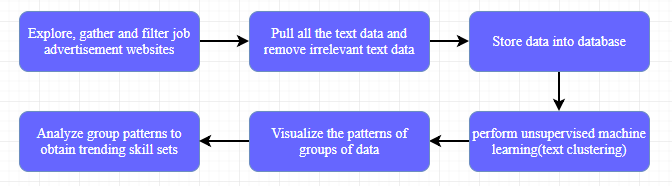 Explore, gather and filter job
advertisement websites
Pull all the text data and
remove irrelevant text data
Store data into database
perform unsupervised machine
learning(text clustering)
Visualize the patterns of
groups of data
Analyze group patterns to
obtain trending skill sets